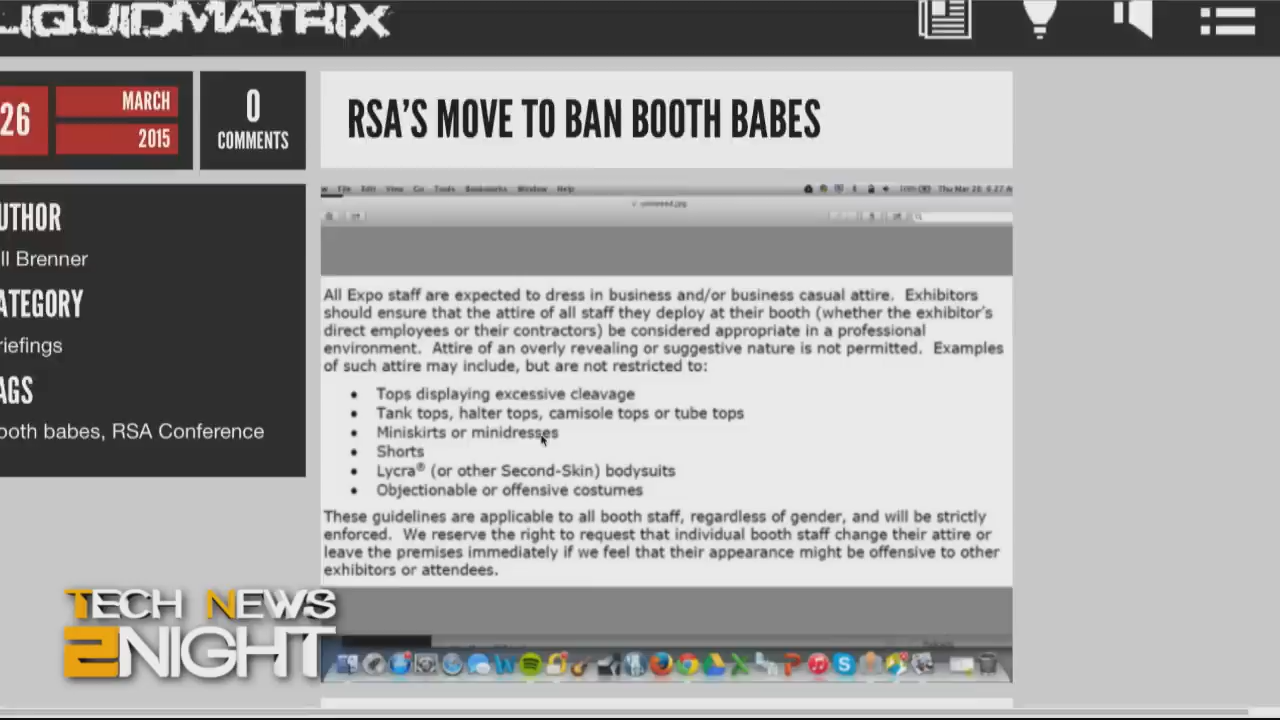 LIQUIDMATRIX
26
MARCH
2015
0
COMMENTS
RSA'S MOVE TO BAN BOOTH BABES
UTHOR
ll Brenner
ATEGORY
riefings
AGS
ooth babes, RSA Conference
File Edit View Go Tools Bookmarks Window Help
All Expo staff are expected to dress in business and/or business casual attire. Exhibitors
should ensure that the attire of all staff they deploy at their booth (whether the exhibitor's
direct employees or their contractors) be considered appropriate in a professional
environment. Attire of an overly revealing or suggestive nature is not permitted. Examples
of such attire may include, but are not restricted to:
• Tops displaying excessive cleavage
• Tank tops, halter tops, camisole tops or tube tops
• Miniskirts or minidresses
• Shorts
• Lycra® (or other Second-Skin) bodysuits
• Objectionable or offensive costumes
These guidelines are applicable to all booth staff, regardless of gender, and will be strictly
enforced. We reserve the right to request that individual booth staff change their attire or
leave the premises immediately if we feel that their appearance might be offensive to other
exhibitors or attendees.
TECH NEWS
2NIGHT